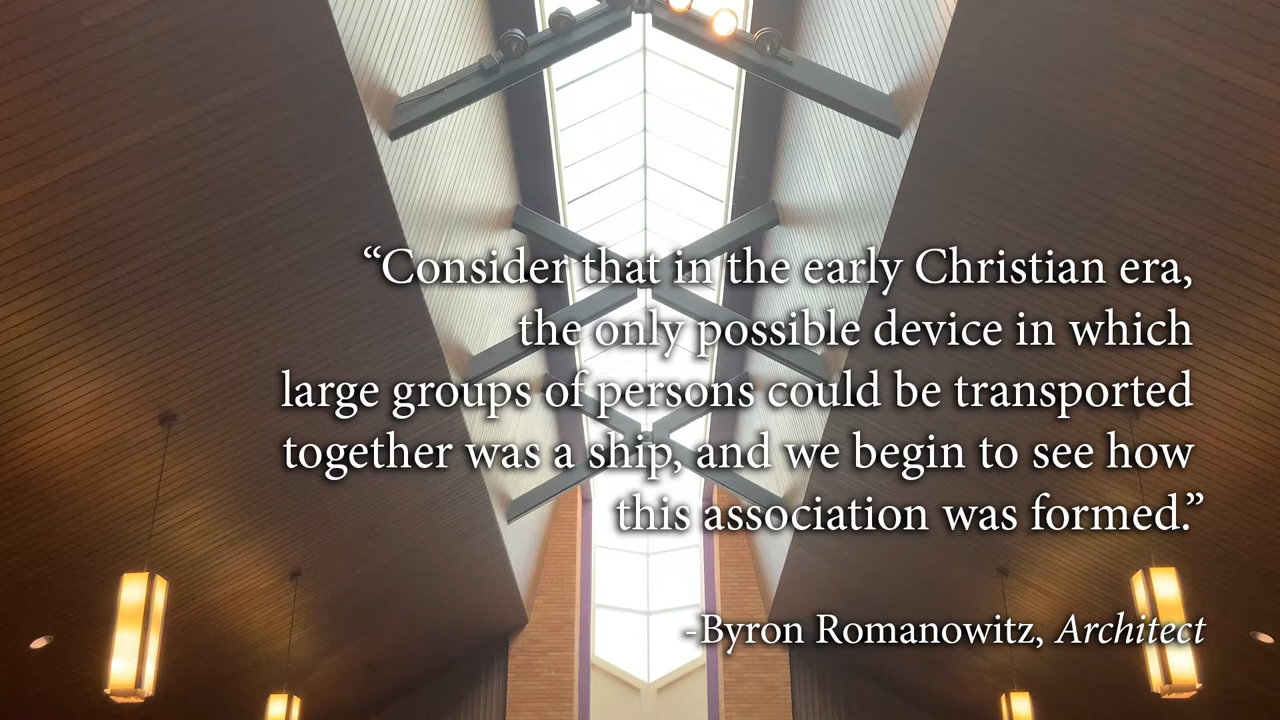 “Consider that in the early Christian era,
the only possible device in which
large groups of persons could be transported
together was a ship, and we begin to see how
this association was formed.”
-Byron Romanowitz, Architect